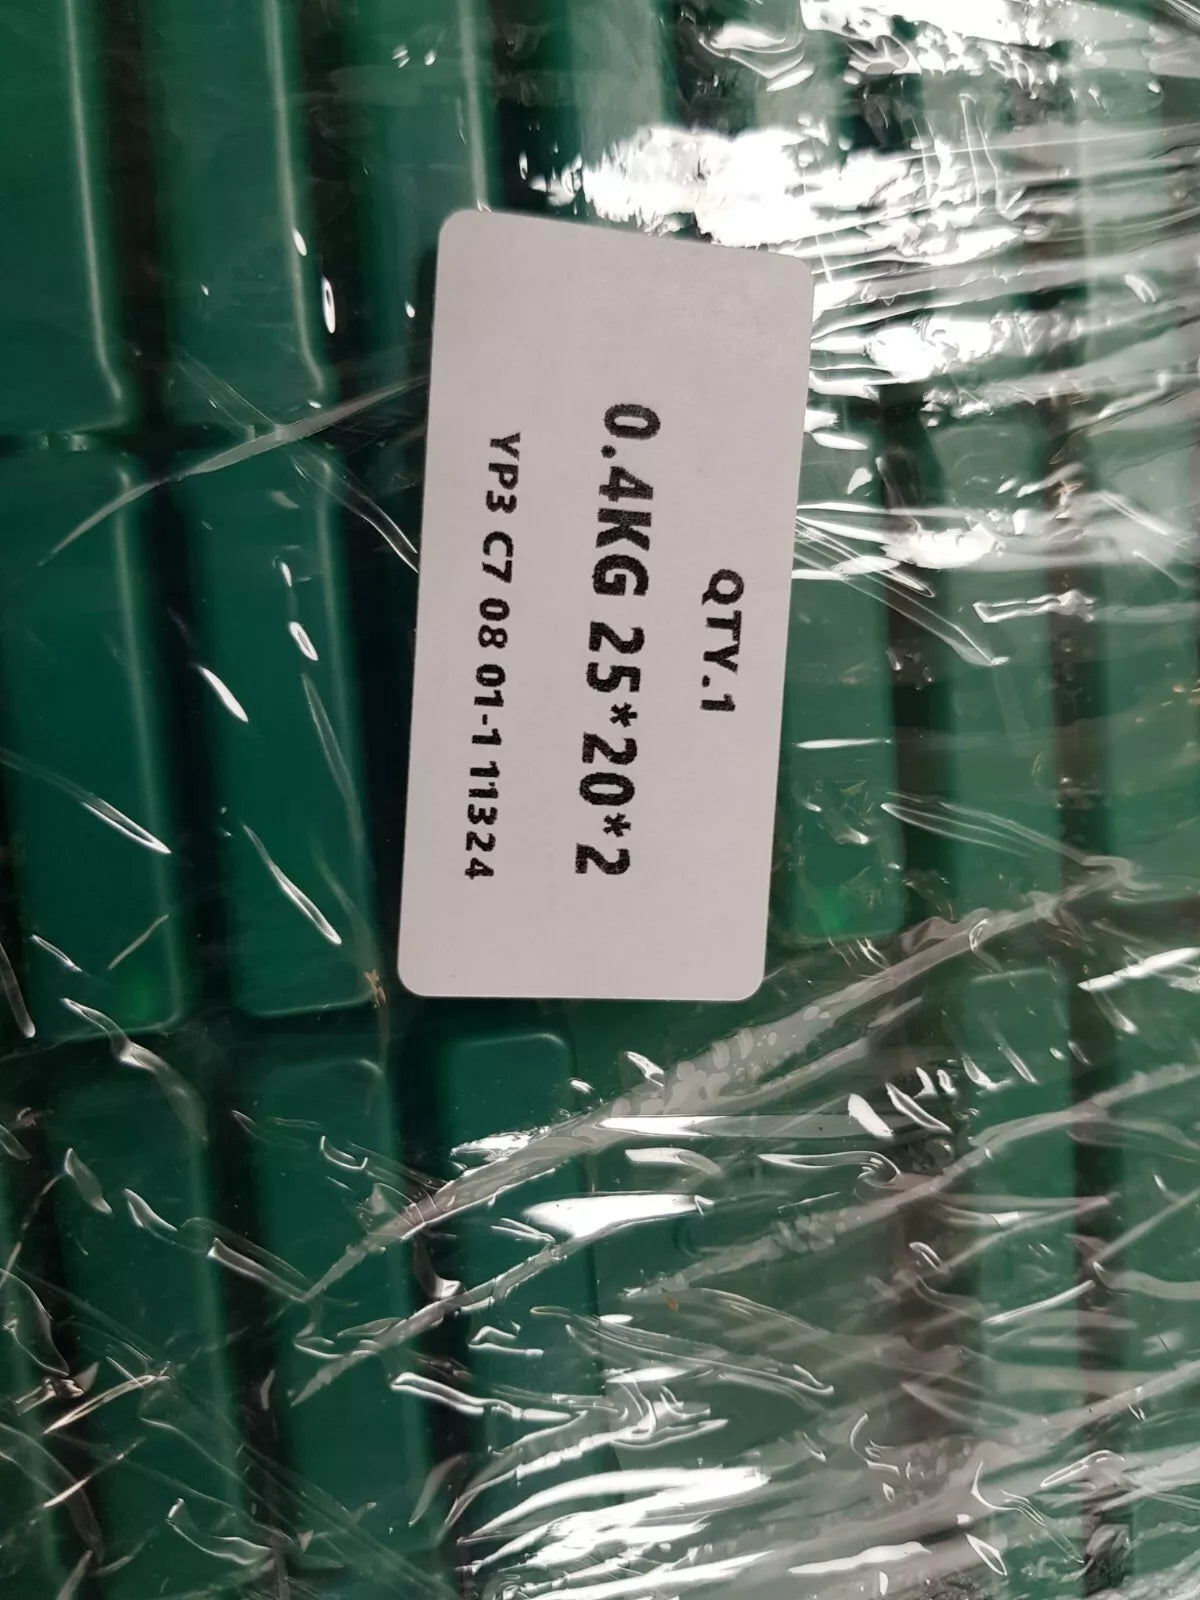 QTY.1
0.4KG 25*20*2
YP3 C7 08 01-1 11324